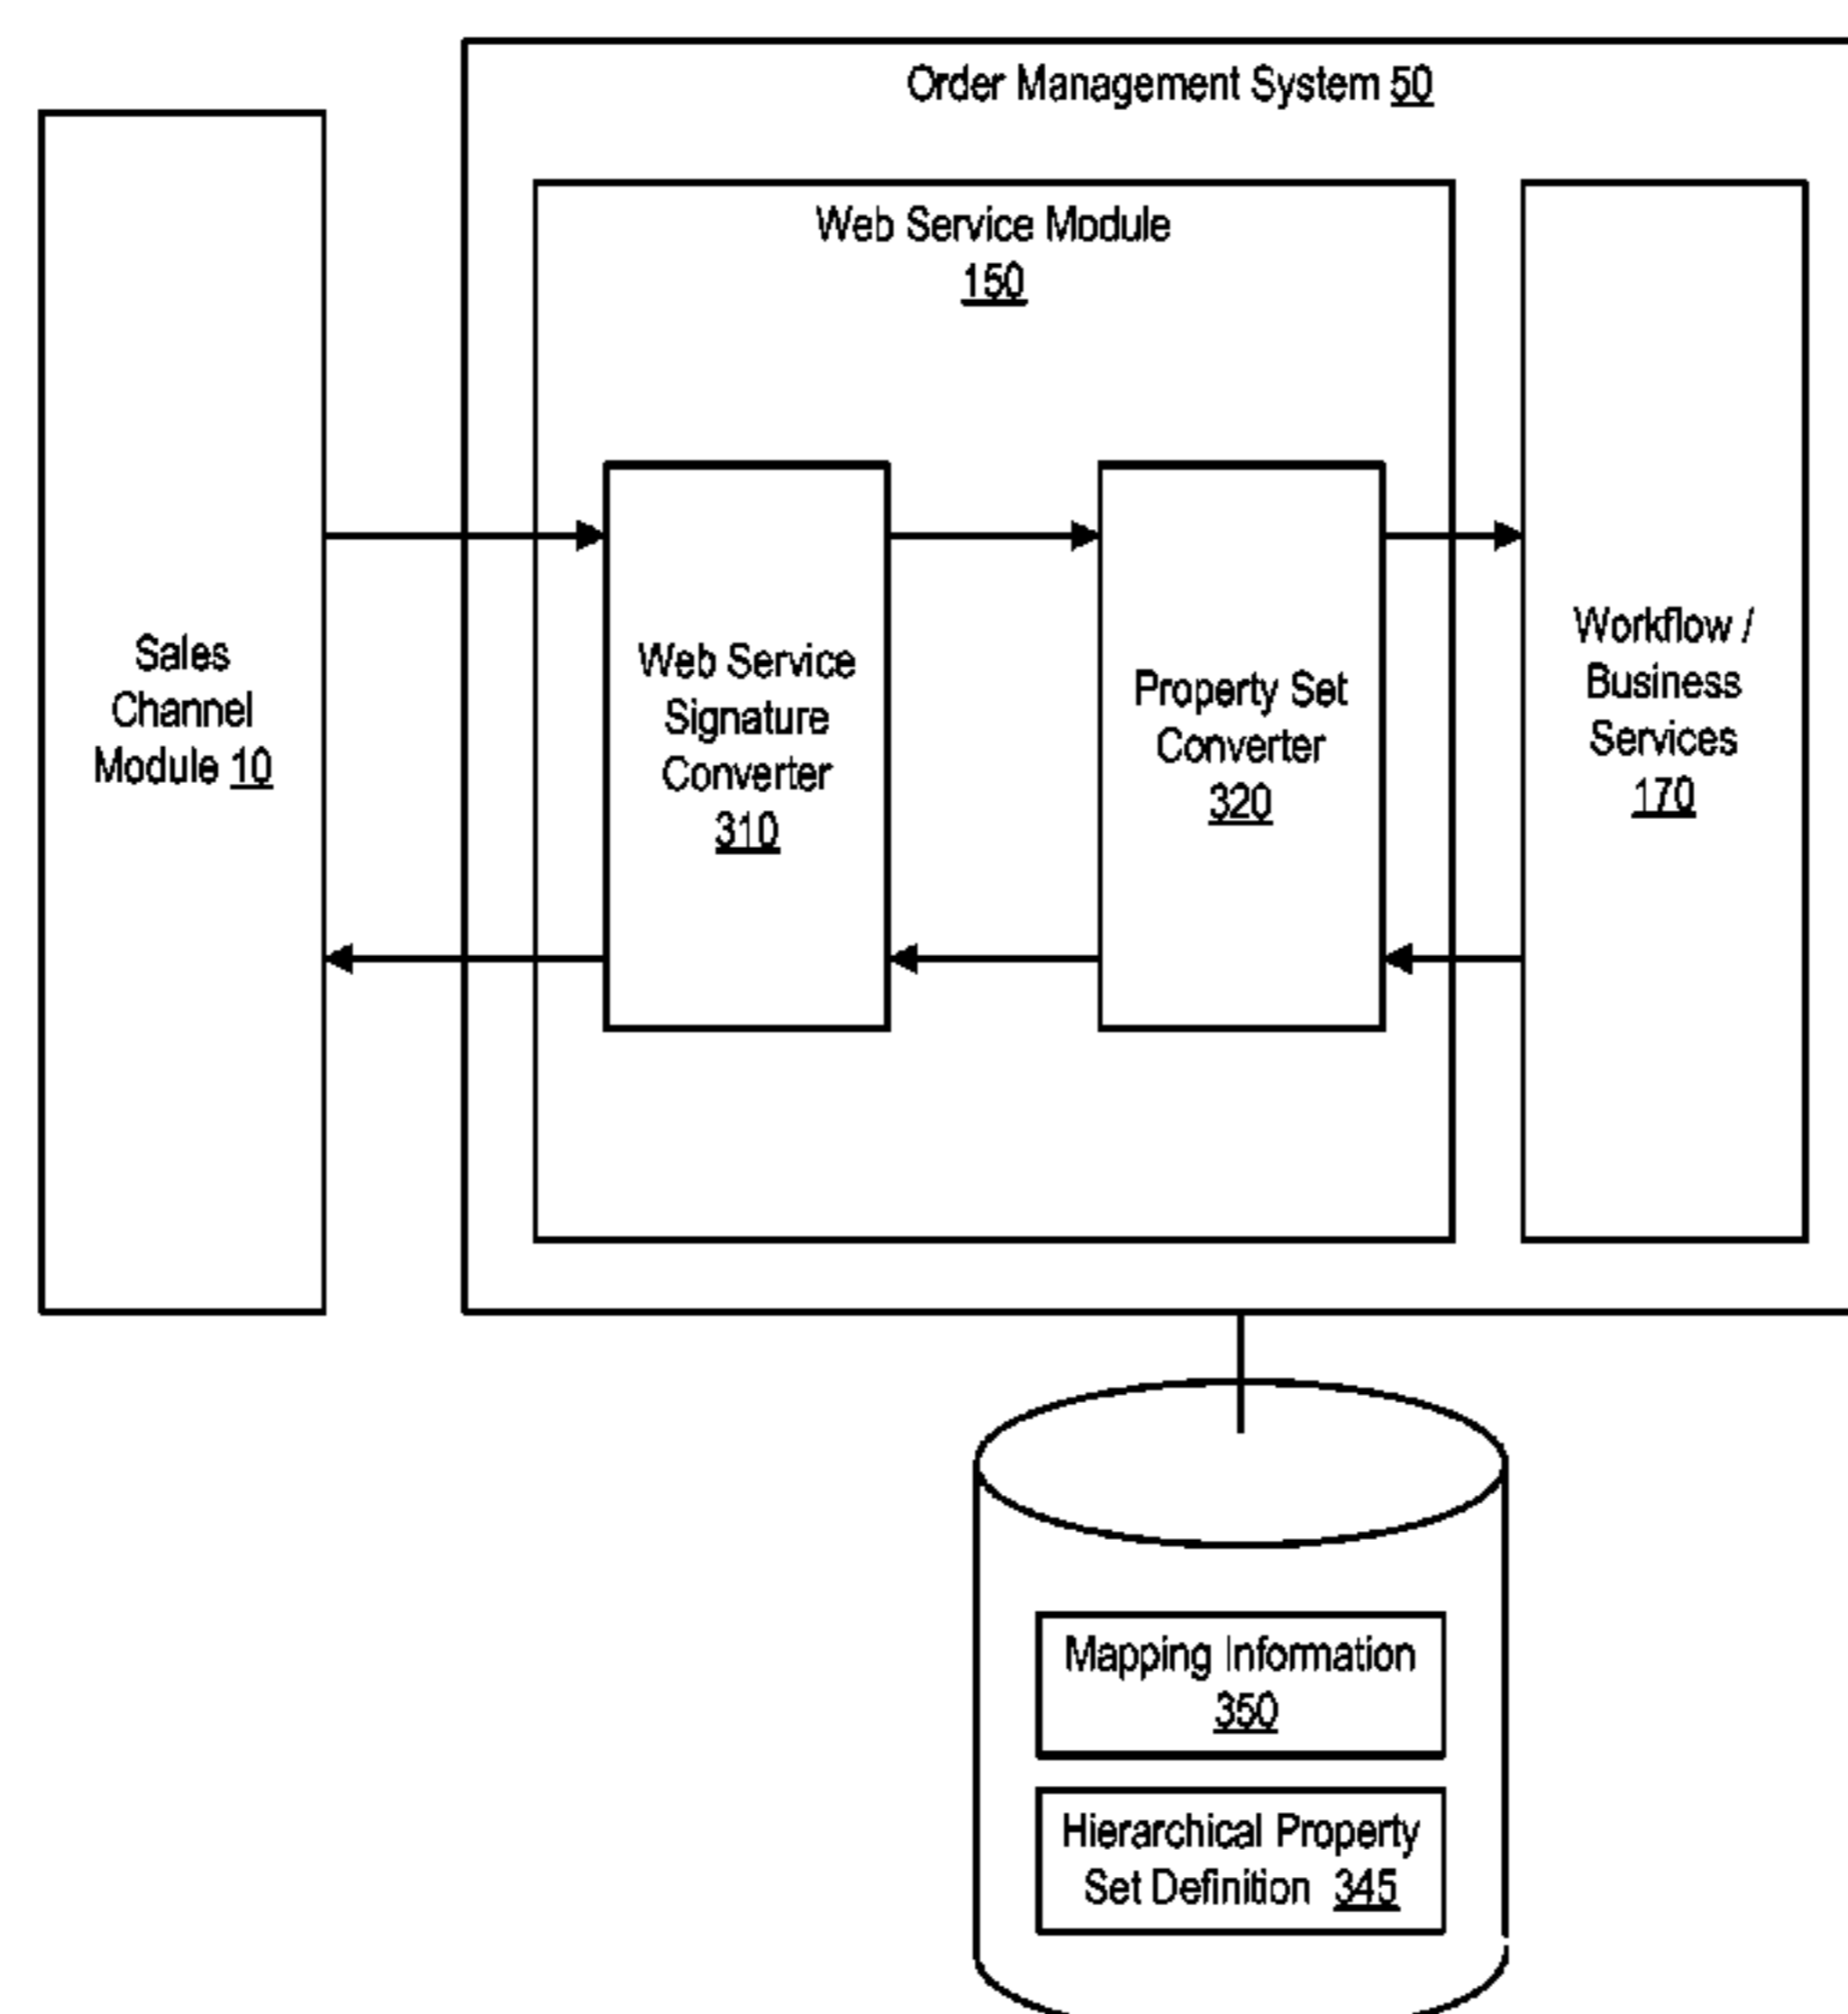 Order Management System 50
Web Service Module
150
Sales
Channel
Module 10
Web Service
Signature
Converter
310
Property Set
Converter
320
Workflow /
Business
Services
170
Mapping Information
350
Hierarchical Property
Set Definition 345